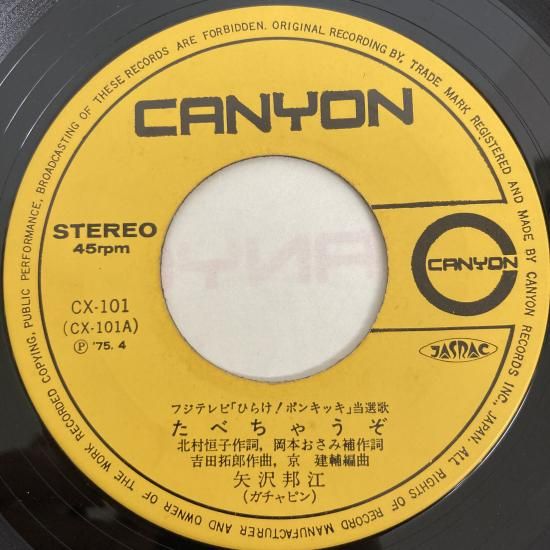 ALL RIGHTS OF RECORD MANUFACTURER AND OWNER OF THE WORK RECORDED COPYING, PUBLIC PERFORMANCE, BROADCASTING OF THESE RECORDS ARE FORBIDDEN. ORIGINAL RECORDING BY, TRADE MARK REGISTERED AND MADE BY CANYON RECORDS INC., JAPAN.
CANYON
STEREO
45rpm
CANYON
CX-101
(CX-101A)
Ⓟ '75. 4
JASRAC
フジテレビ「ひらけ!ポンキッキ」当選歌
たべちゃうぞ
北村恒子作詞, 岡本おさみ補作詞
吉田拓郎作曲, 京 建輔編曲
矢沢邦江
(ガチャピン)